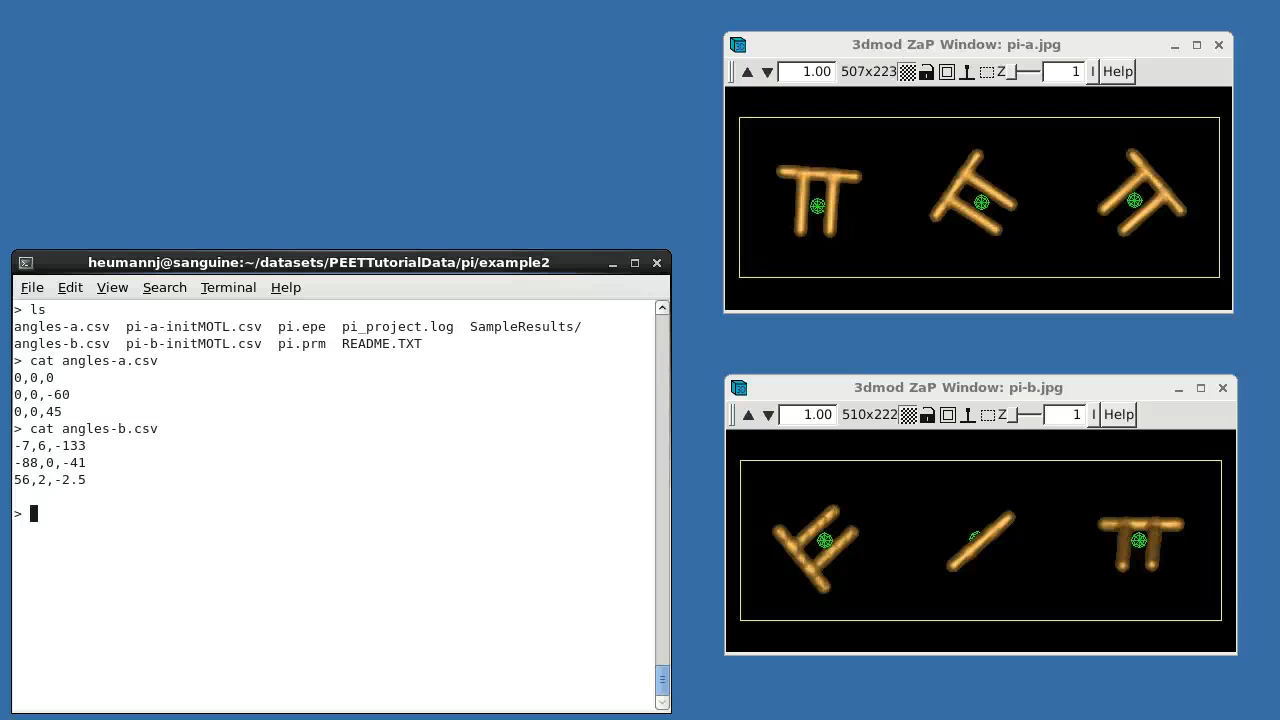 heumannj@sanguine:~/datasets/PEETTutorialData/pi/example2
File Edit View Search Terminal Help
> ls
angles-a.csv pi-a-initMOTL.csv pi.epe pi_project.log SampleResults/
angles-b.csv pi-b-initMOTL.csv pi.prm README.TXT
> cat angles-a.csv
0,0,0
0,0,-60
0,0,45
> cat angles-b.csv
-7,6,-133
-88,0,-41
56,2,-2.5
>
3dmod ZaP Window: pi-a.jpg
1.00 507x223 Z 1 I Help
3dmod ZaP Window: pi-b.jpg
1.00 510x222 Z 1 I Help